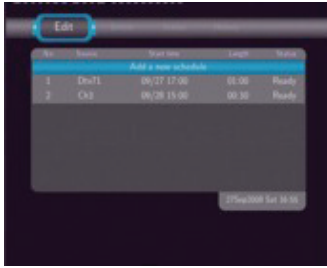 Edit
No. Source Start time Length Status
Add a new schedule
1 Dtv71 09/27 17:00 01:00 Ready
2 Ch1 09/28 15:00 00:30 Ready
27Sep2008 Sat 16:55